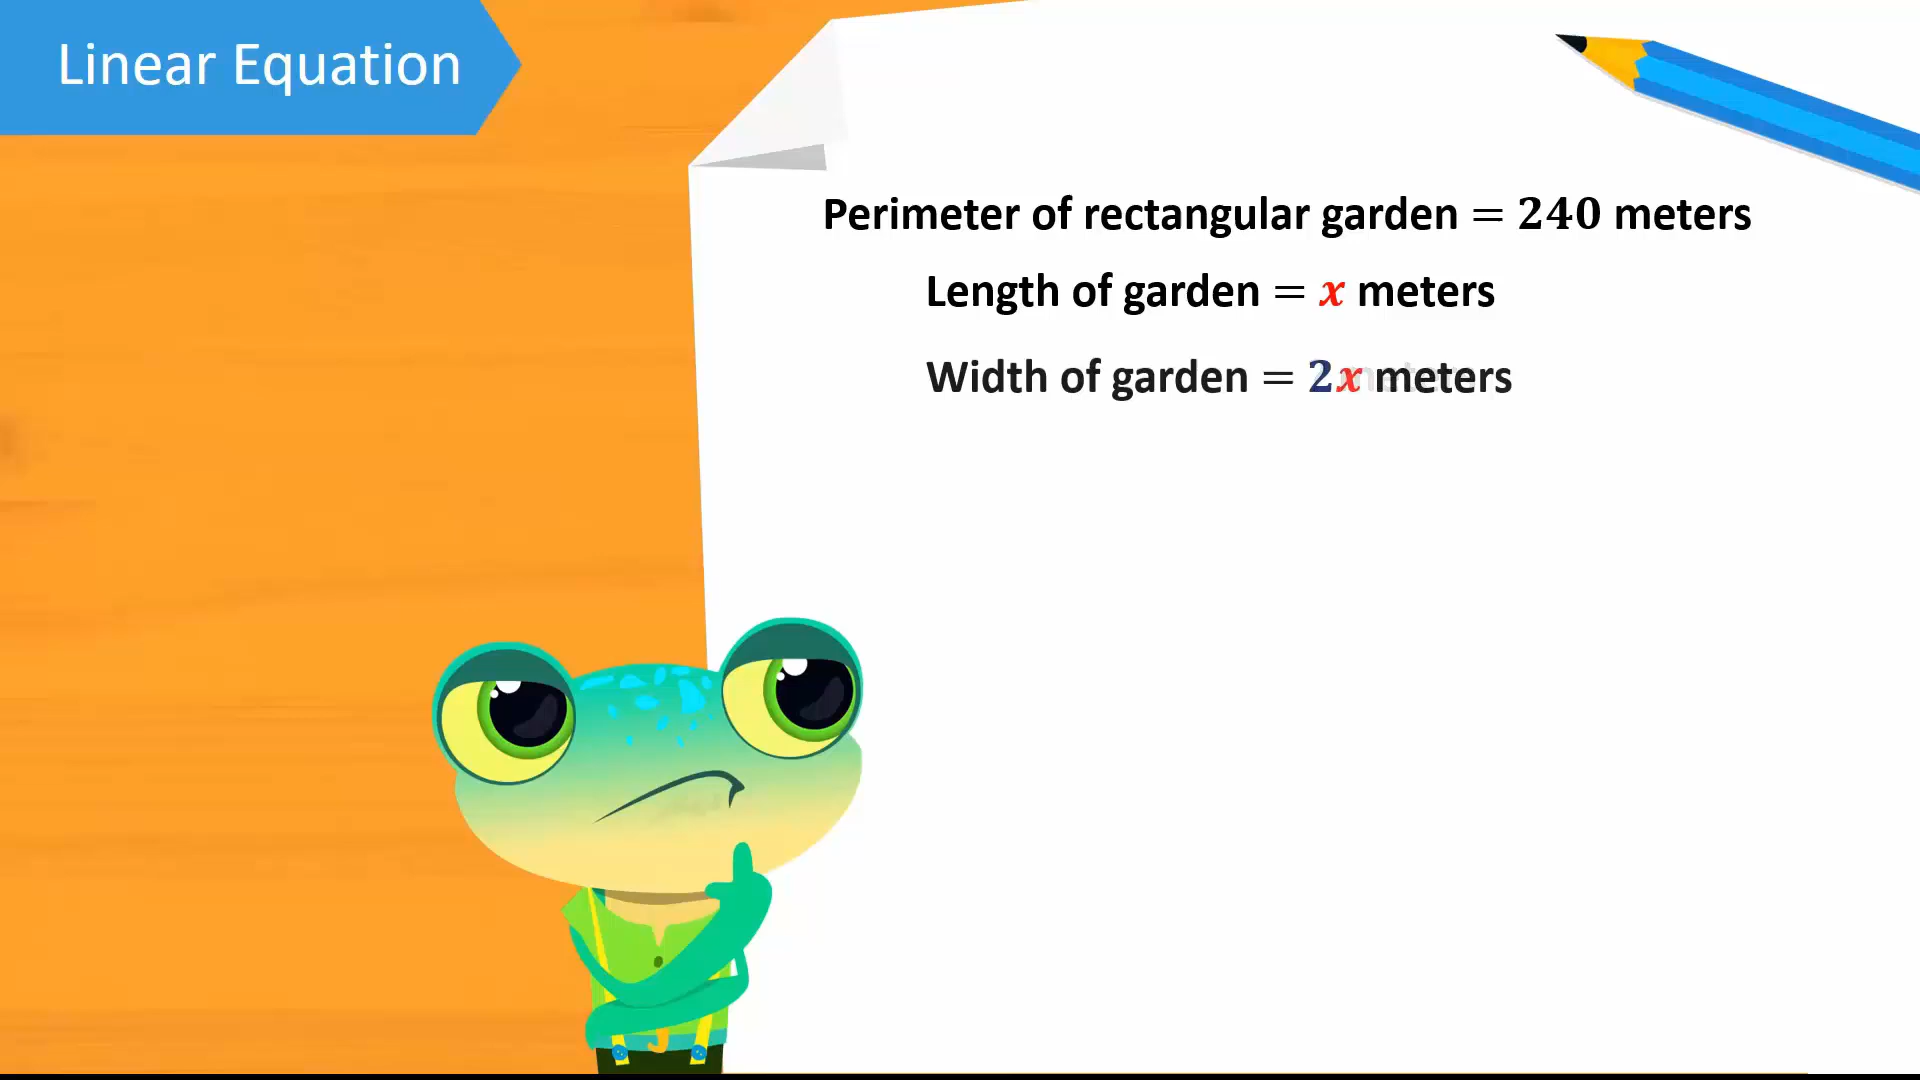 Linear Equation
Perimeter of rectangular garden = 240 meters
Length of garden = x meters
Width of garden = 2x meters